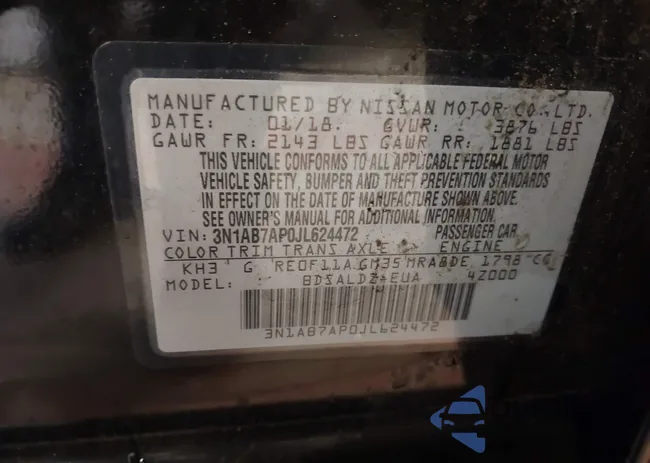 MANUFACTURED BY NISSAN MOTOR CO., LTD.
DATE: 01/18. GVWR: 3876 LBS
GAWR FR: 2143 LBS GAWR RR: 1881 LBS
THIS VEHICLE CONFORMS TO ALL APPLICABLE FEDERAL MOTOR
VEHICLE SAFETY, BUMPER AND THEFT PREVENTION STANDARDS
IN EFFECT ON THE DATE OF MANUFACTURE SHOWN ABOVE.
SEE OWNER'S MANUAL FOR ADDITIONAL INFORMATION.
VIN: 3N1AB7AP0JL624472 PASSENGER CAR
COLOR TRIM TRANS AXLE ENGINE
KH3 G RE0F11A GM35 MRA8DE 1798 CC
MODEL: BDSALDZ-EUA 4Z000
3N1AB7AP0JL624472